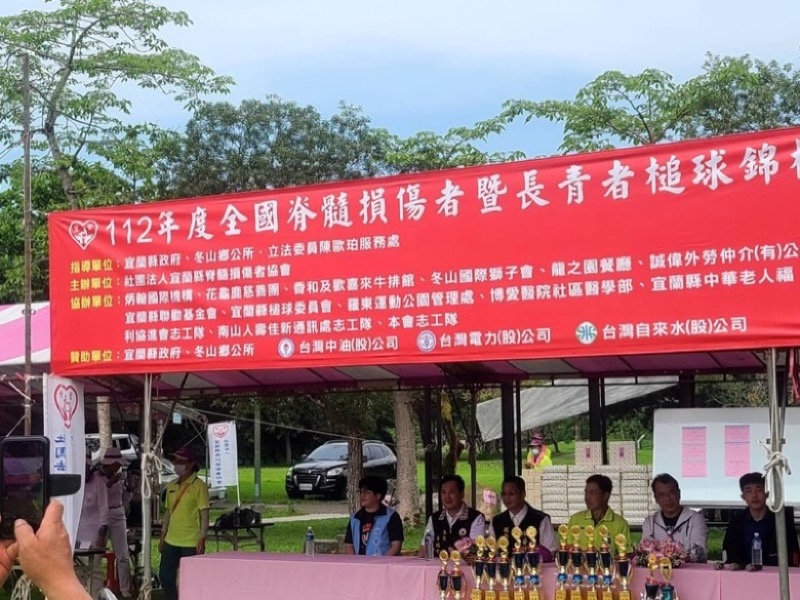 112年度全國脊髓損傷者暨長青者槌球錦
指導單位：宜蘭縣政府、冬山鄉公所、立法委員陳歐珀服務處
主辦單位：社團法人宜蘭縣脊髓損傷者協會
協辦單位：炳翰國際機構、花龜鹿慈善團、香和及歡喜來牛排館、冬山國際獅子會、龍之園餐廳、誠偉外勞仲介(有)公
宜蘭縣聯勸基金會、宜蘭縣槌球委員會、羅東運動公園管理處、博愛醫院社區醫學部、宜蘭縣中華老人福
利協進會志工隊、南山人壽佳新通訊處志工隊、本會志工隊
贊助單位：宜蘭縣政府、冬山鄉公所 台灣中油(股)公司 台灣電力(股)公司 台灣自來水(股)公司